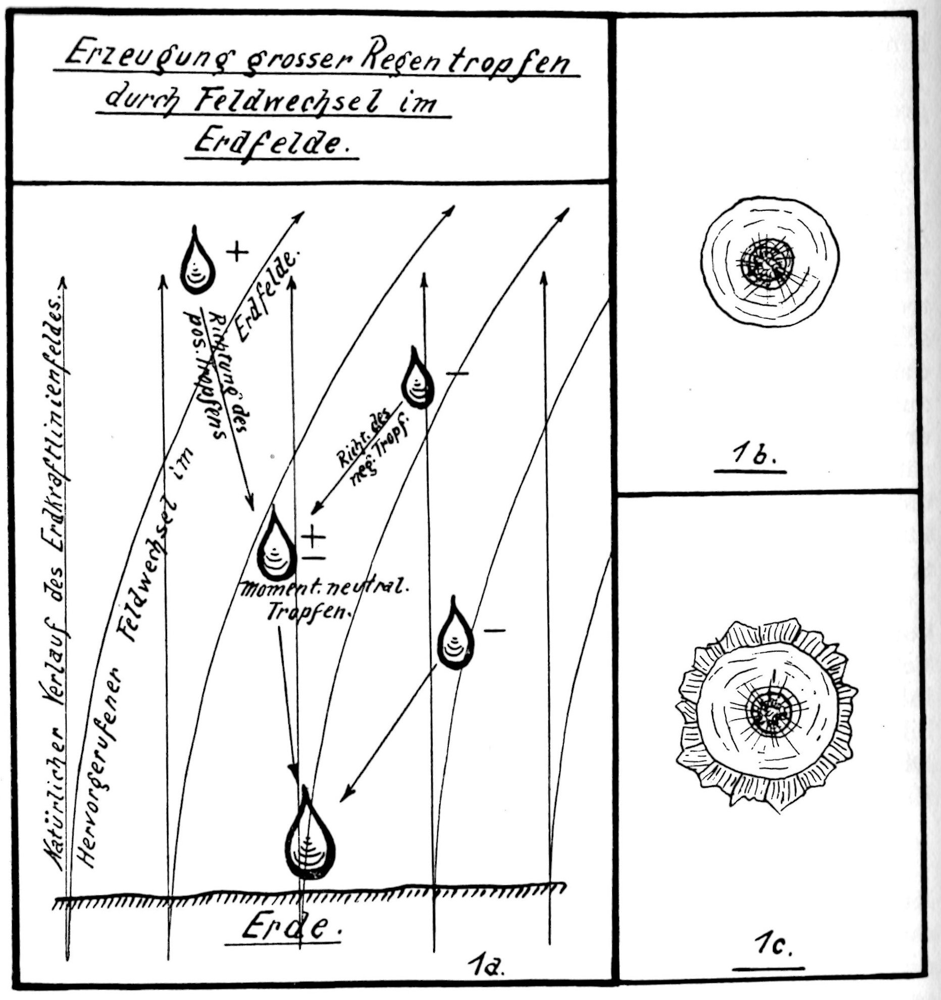 Erzeugung grosser Regentropfen
durch Feldwechsel im
Erdfelde.
Natürlicher Verlauf des Erdkraftlinienfeldes.
Hervorgerufener Feldwechsel im Erdfelde.
+
Richtung des
pos. Tropfens
−
Richt. des
neg. Tropf.
+
−
moment. neutral.
Tropfen.
−
Erde.
1a.
1b.
1c.